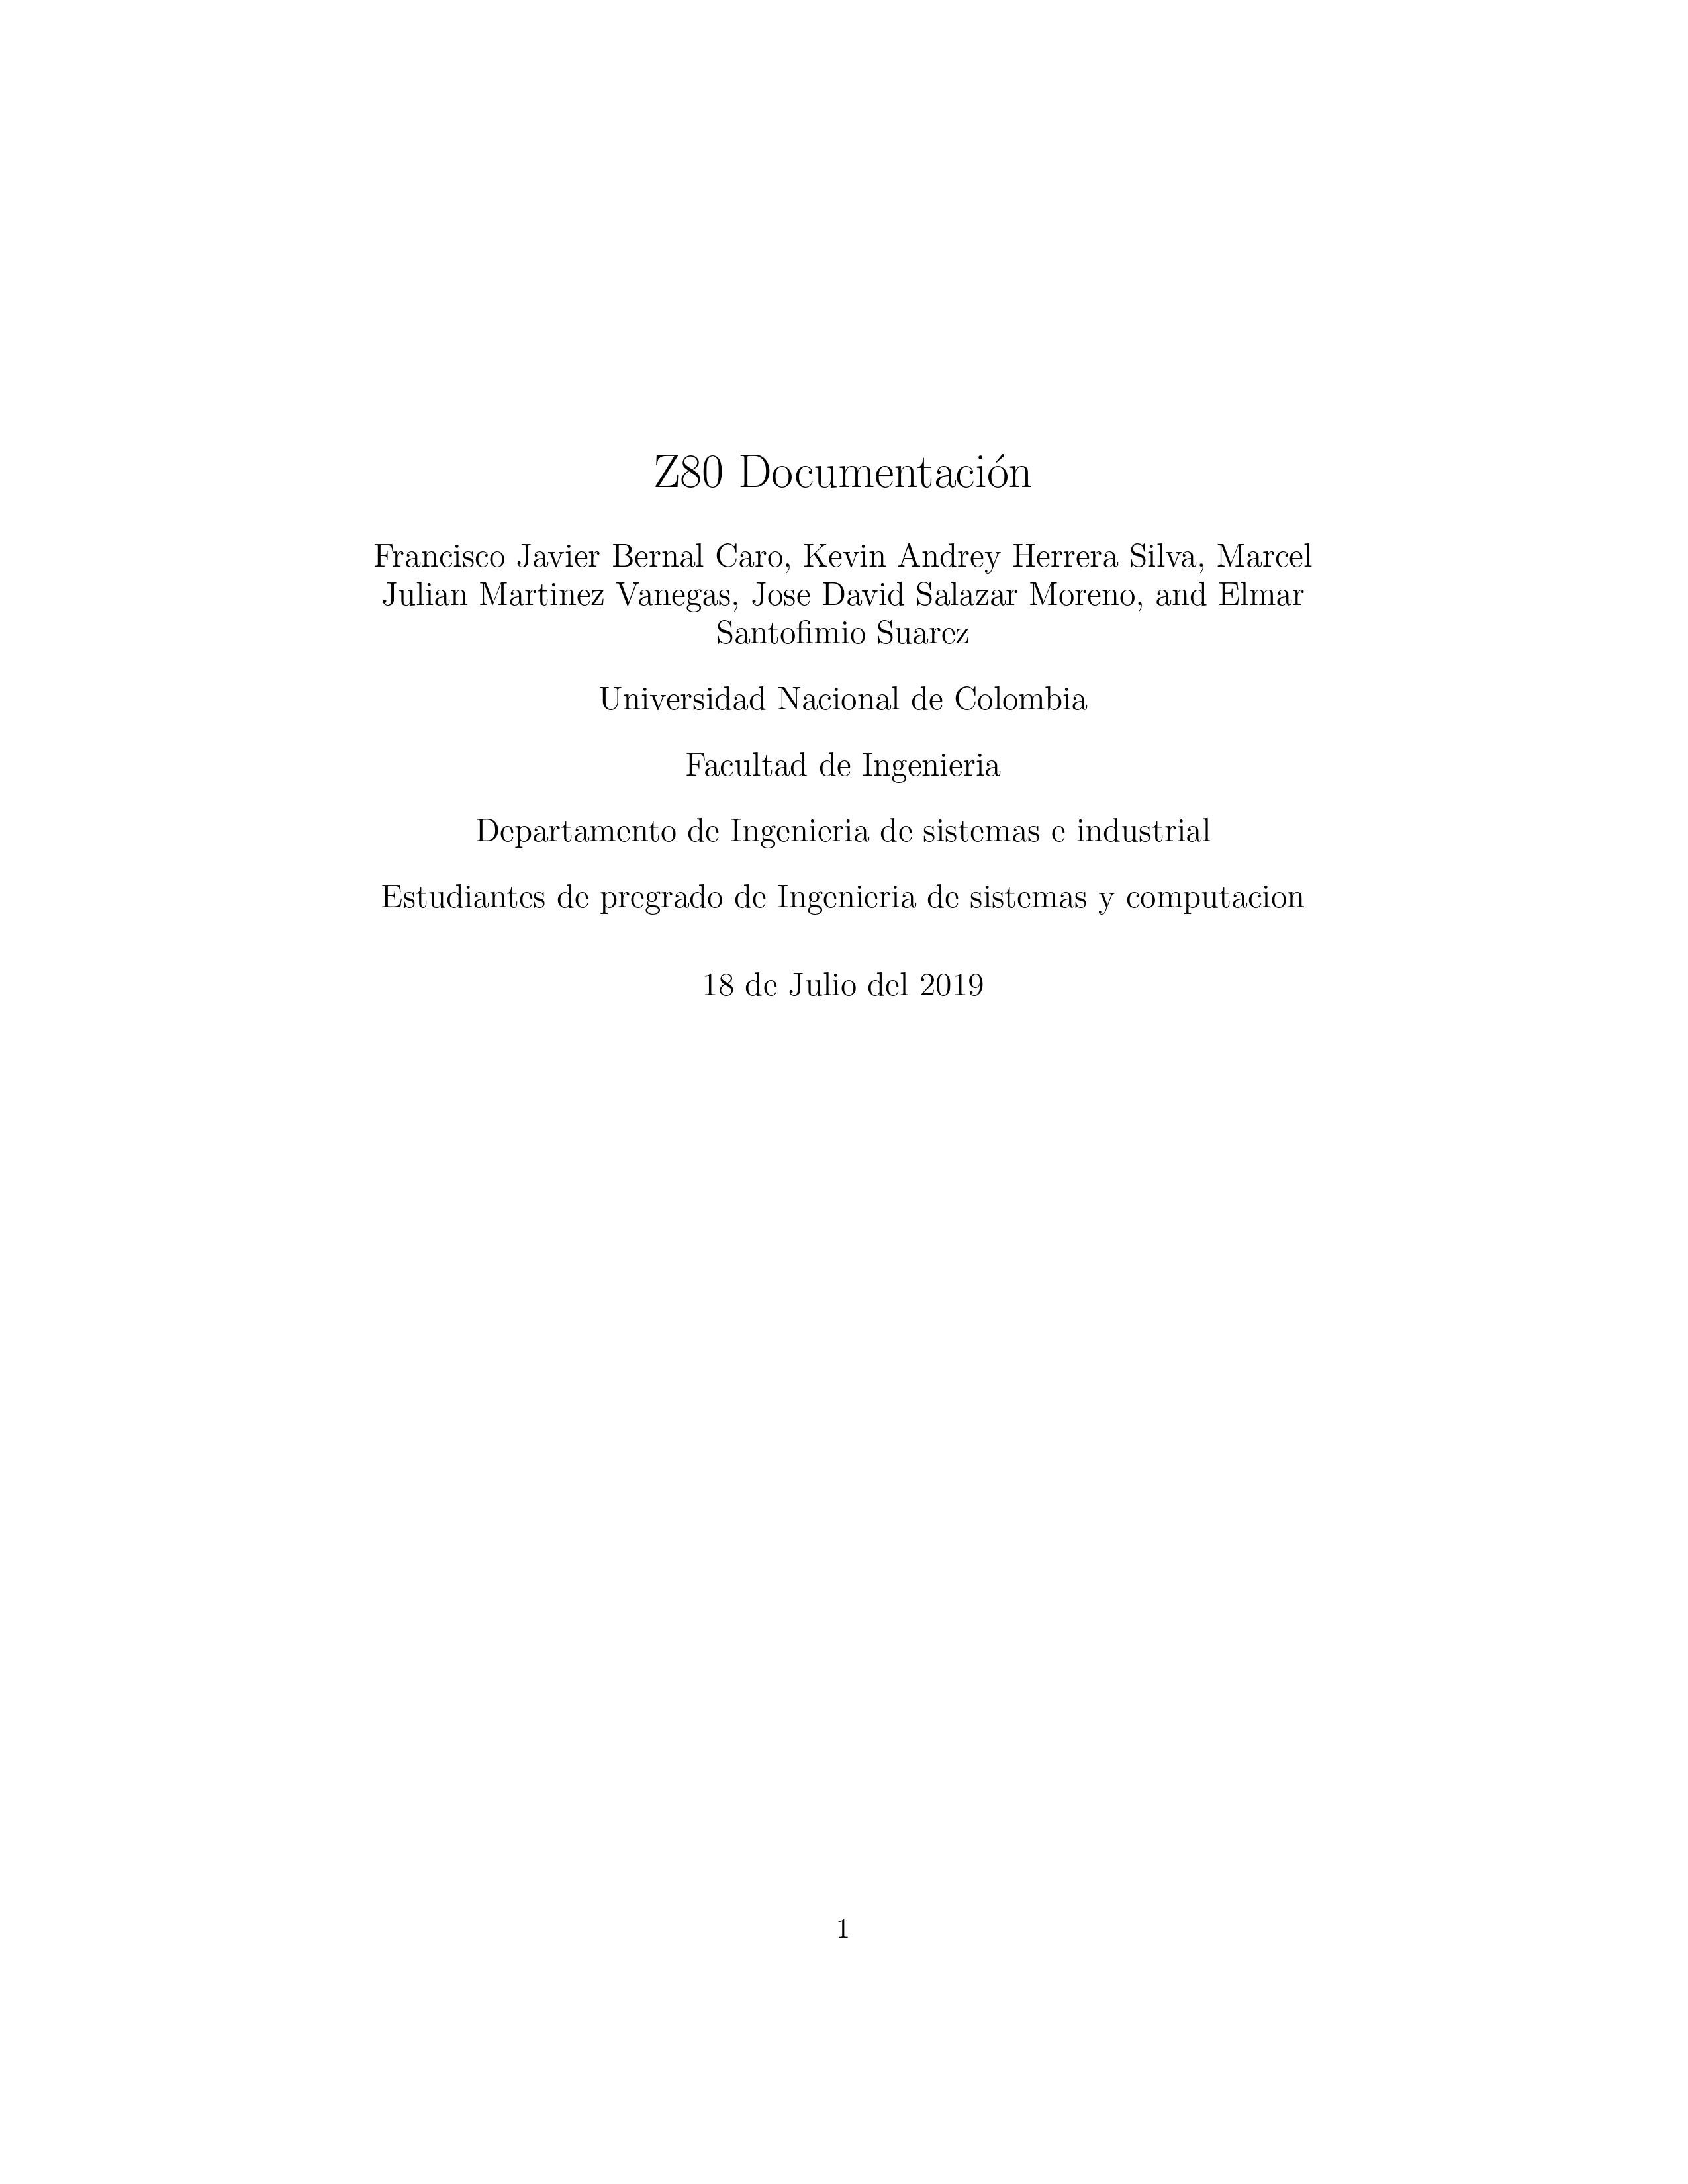 Z80 Documentación
Francisco Javier Bernal Caro, Kevin Andrey Herrera Silva, Marcel
Julian Martinez Vanegas, Jose David Salazar Moreno, and Elmar
Santofimio Suarez
Universidad Nacional de Colombia
Facultad de Ingenieria
Departamento de Ingenieria de sistemas e industrial
Estudiantes de pregrado de Ingenieria de sistemas y computacion
18 de Julio del 2019
1